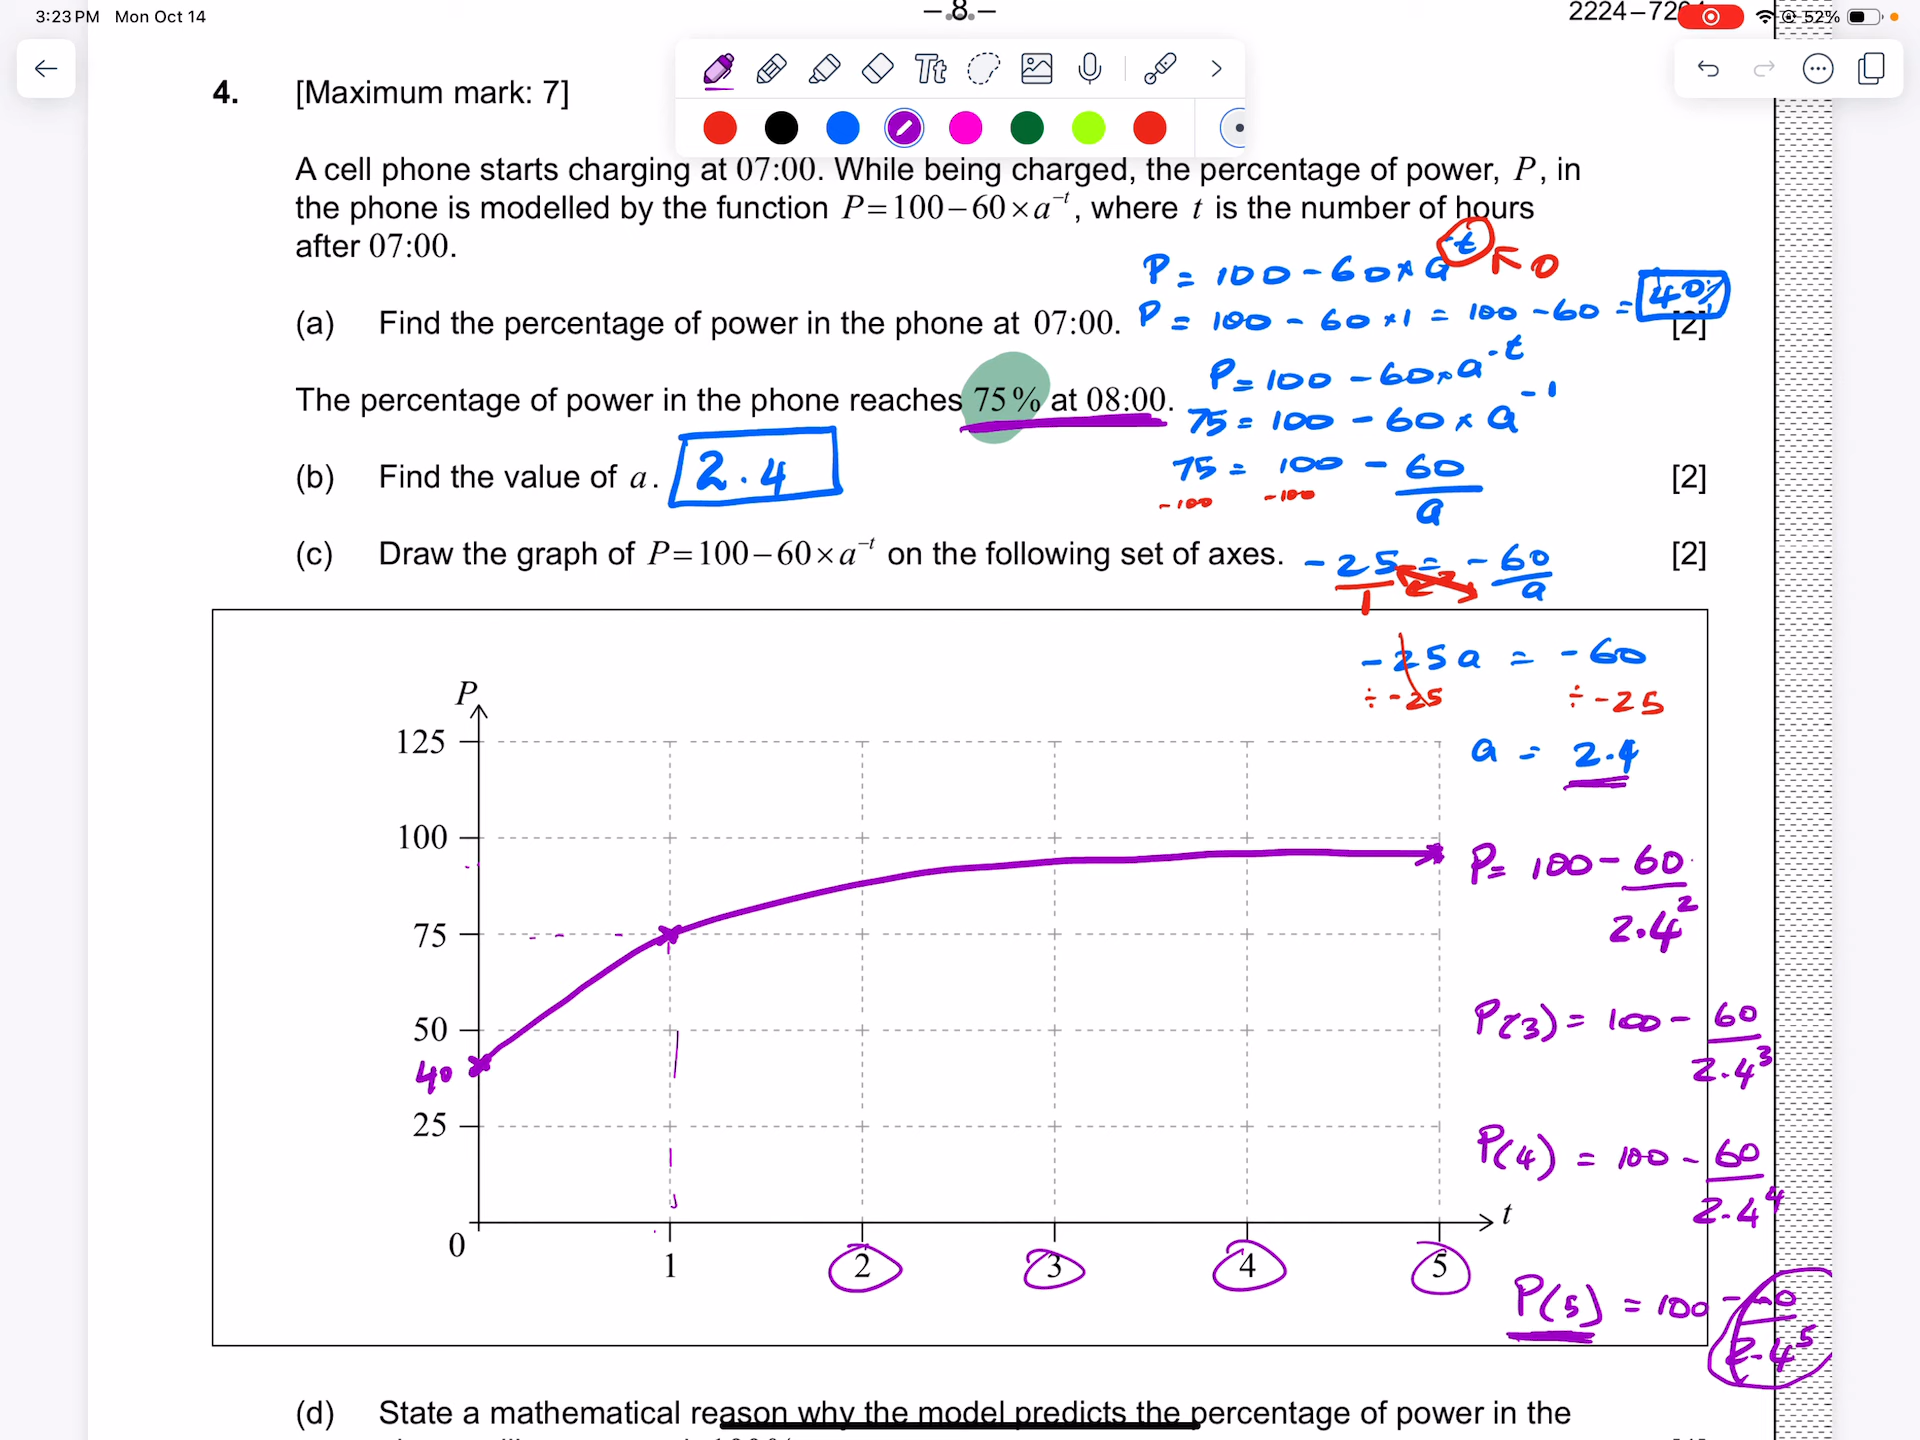 3:23 PM Mon Oct 14
– 8 –
2224–72
52%
4. [Maximum mark: 7]
Tt
A cell phone starts charging at 07:00. While being charged, the percentage of power, P, in
the phone is modelled by the function P=100−60×a⁻ᵗ, where t is the number of hours
after 07:00.
P = 100 - 60 × a⁻ᵗ ← 0
(a) Find the percentage of power in the phone at 07:00. [2]
P = 100 - 60 × 1 = 100 - 60 = 40%
P = 100 - 60 × a⁻ᵗ
The percentage of power in the phone reaches 75% at 08:00.
75 = 100 - 60 × a⁻¹
(b) Find the value of a. 2.4 [2]
75 = 100 - 60/a
-100 -100
(c) Draw the graph of P=100−60×a⁻ᵗ on the following set of axes. [2]
-25/1 = -60/a
-25a = -60
÷-25 ÷-25
a = 2.4
P
125
100
75
50
40
25
0
1 2 3 4 5
t
P = 100 - 60/2.4²
P(3) = 100 - 60/2.4³
P(4) = 100 - 60/2.4⁴
P(5) = 100 - 60/2.4⁵
(d) State a mathematical reason why the model predicts the percentage of power in the